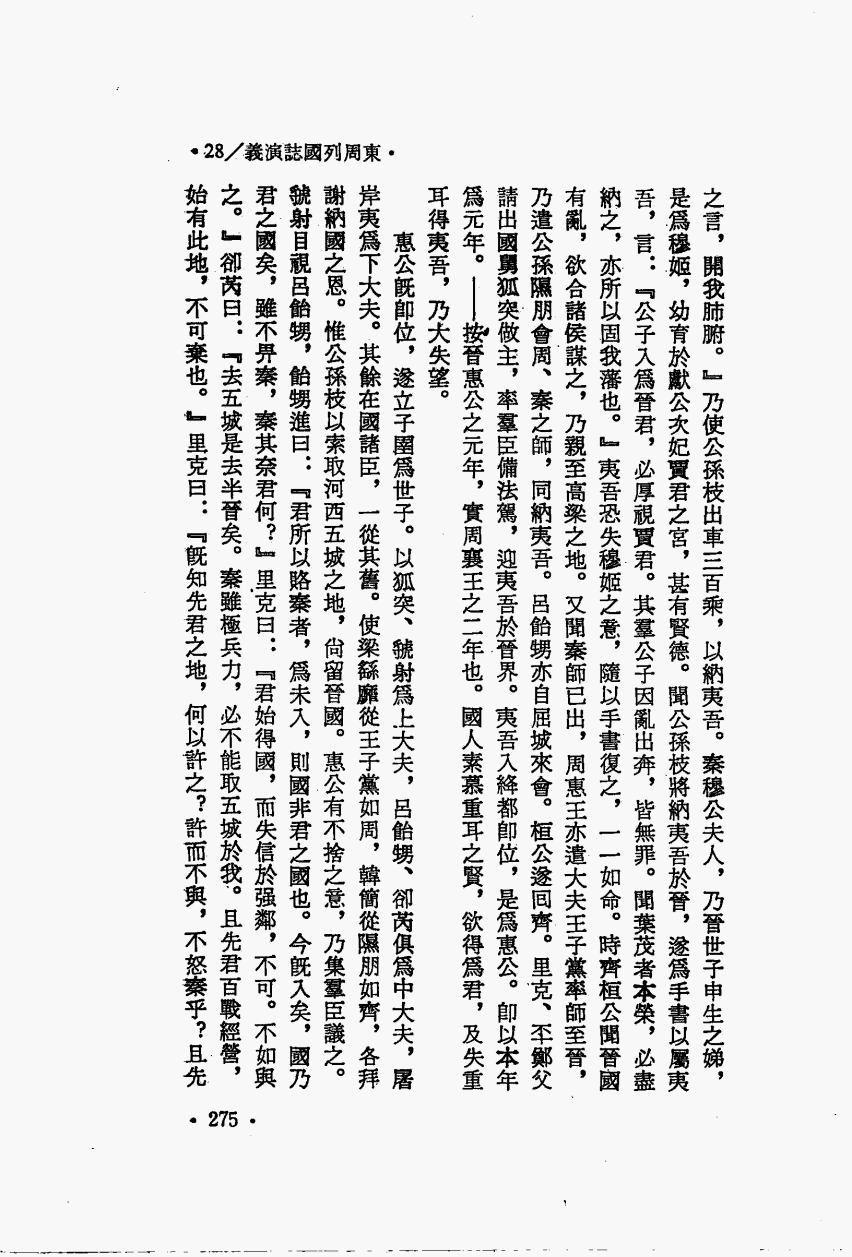 •28／義演誌國列周東•
之言，開我肺腑。』乃使公孫枝出車三百乘，以納夷吾。秦穆公夫人，乃晉世子申生之娣，
是爲穆姬，幼育於獻公次妃賈君之宮，甚有賢德。聞公孫枝將納夷吾於晉，遂爲手書以屬夷
吾，言：『公子入爲晉君，必厚視賈君。其羣公子因亂出奔，皆無罪。聞葉茂者本榮，必盡
納之，亦所以固我藩也。』夷吾恐失穆姬之意，隨以手書復之，一一如命。時齊桓公聞晉國
有亂，欲合諸侯謀之，乃親至高梁之地。又聞秦師已出，周惠王亦遣大夫王子黨率師至晉，
乃遣公孫隰朋會周、秦之師，同納夷吾。呂飴甥亦自屈城來會。桓公遂回齊。里克、丕鄭父
請出國舅狐突做主，率羣臣備法駕，迎夷吾於晉界。夷吾入絳都卽位，是爲惠公。卽以本年
爲元年。——按晉惠公之元年，實周襄王之二年也。國人素慕重耳之賢，欲得爲君，及失重
耳得夷吾，乃大失望。
惠公旣卽位，遂立子圉爲世子。以狐突、虢射爲上大夫，呂飴甥、郤芮俱爲中大夫，屠
岸夷爲下大夫。其餘在國諸臣，一從其舊。使梁繇靡從王子黨如周，韓簡從隰朋如齊，各拜
謝納國之恩。惟公孫枝以索取河西五城之地，尙留晉國。惠公有不捨之意，乃集羣臣議之。
虢射目視呂飴甥，飴甥進曰：『君所以賂秦者，爲未入，則國非君之國也。今旣入矣，國乃
君之國矣，雖不畀秦，秦其奈君何？』里克曰：『君始得國，而失信於强鄰，不可。不如與
之。』郤芮曰：『去五城是去半晉矣。秦雖極兵力，必不能取五城於我。且先君百戰經營，
始有此地，不可棄也。』里克曰：『旣知先君之地，何以許之？許而不與，不怒秦乎？且先
• 275 •